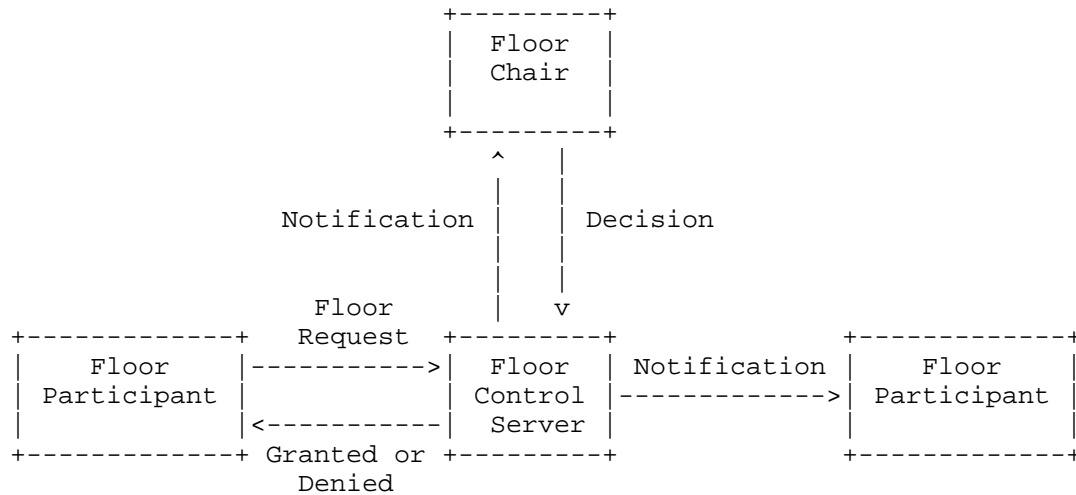 Floor
Chair
Notification
Decision
Floor
Request
Floor
Participant
Floor
Control
Server
Notification
Floor
Participant
Granted or
Denied